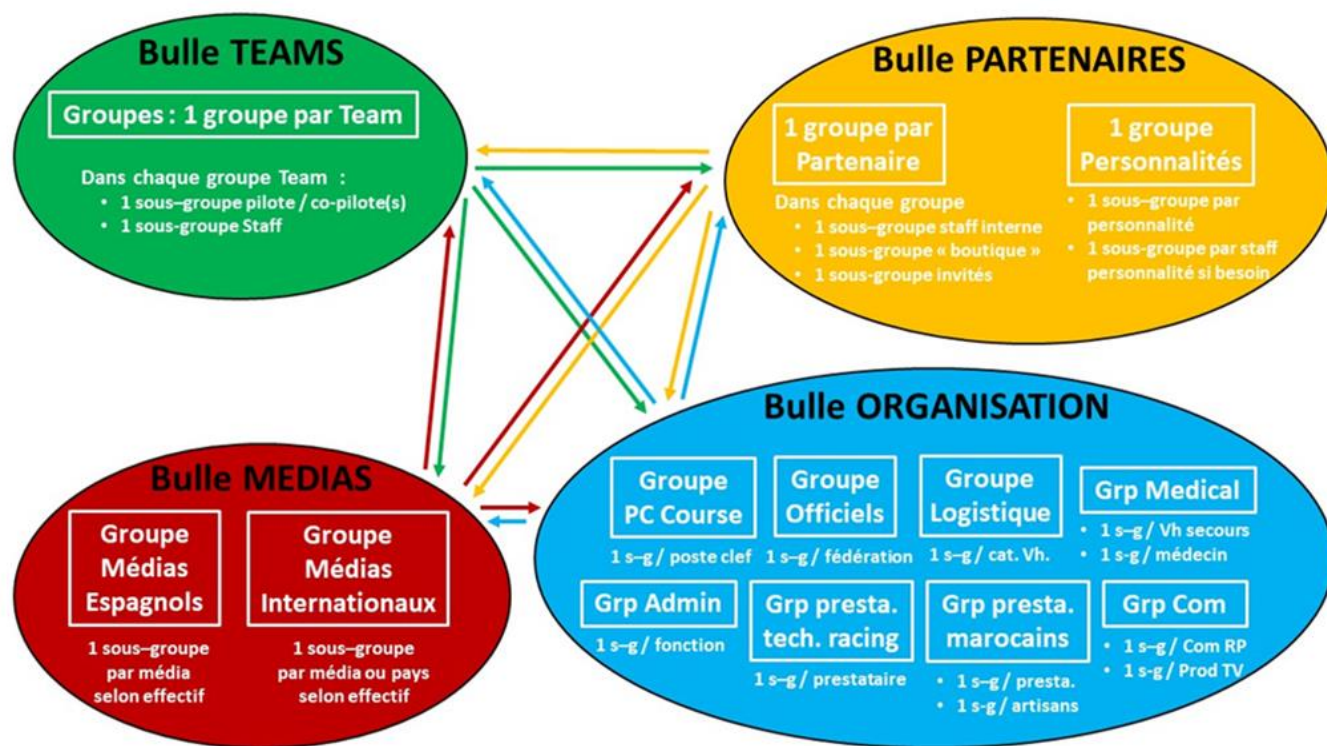 Bulle TEAMS
Groupes : 1 groupe par Team
Dans chaque groupe Team :
• 1 sous–groupe pilote / co-pilote(s)
• 1 sous-groupe Staff
Bulle PARTENAIRES
1 groupe par
Partenaire
Dans chaque groupe
• 1 sous–groupe staff interne
• 1 sous-groupe « boutique »
• 1 sous-groupe invités
1 groupe
Personnalités
• 1 sous–groupe par
personnalité
• 1 sous-groupe par staff
personnalité si besoin
Bulle MEDIAS
Groupe
Médias
Espagnols
1 sous–groupe
par média
selon effectif
Groupe
Médias
Internationaux
1 sous–groupe
par média ou pays
selon effectif
Bulle ORGANISATION
Groupe
PC Course
1 s–g / poste clef
Groupe
Officiels
1 s–g / fédération
Groupe
Logistique
1 s–g / cat. Vh.
Grp Medical
• 1 s–g / Vh secours
• 1 s-g / médecin
Grp Admin
1 s–g / fonction
Grp presta.
tech. racing
1 s–g / prestataire
Grp presta.
marocains
• 1 s–g / presta.
• 1 s-g / artisans
Grp Com
• 1 s–g / Com RP
• 1 s-g / Prod TV